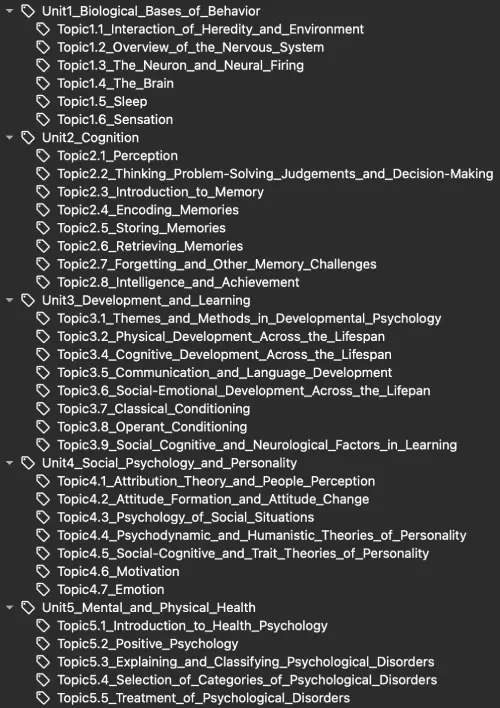 Unit1_Biological_Bases_of_Behavior
Topic1.1_Interaction_of_Heredity_and_Environment
Topic1.2_Overview_of_the_Nervous_System
Topic1.3_The_Neuron_and_Neural_Firing
Topic1.4_The_Brain
Topic1.5_Sleep
Topic1.6_Sensation
Unit2_Cognition
Topic2.1_Perception
Topic2.2_Thinking_Problem-Solving_Judgements_and_Decision-Making
Topic2.3_Introduction_to_Memory
Topic2.4_Encoding_Memories
Topic2.5_Storing_Memories
Topic2.6_Retrieving_Memories
Topic2.7_Forgetting_and_Other_Memory_Challenges
Topic2.8_Intelligence_and_Achievement
Unit3_Development_and_Learning
Topic3.1_Themes_and_Methods_in_Developmental_Psychology
Topic3.2_Physical_Development_Across_the_Lifespan
Topic3.4_Cognitive_Development_Across_the_Lifespan
Topic3.5_Communication_and_Language_Development
Topic3.6_Social-Emotional_Development_Across_the_Lifepan
Topic3.7_Classical_Conditioning
Topic3.8_Operant_Conditioning
Topic3.9_Social_Cognitive_and_Neurological_Factors_in_Learning
Unit4_Social_Psychology_and_Personality
Topic4.1_Attribution_Theory_and_People_Perception
Topic4.2_Attitude_Formation_and_Attitude_Change
Topic4.3_Psychology_of_Social_Situations
Topic4.4_Psychodynamic_and_Humanistic_Theories_of_Personality
Topic4.5_Social-Cognitive_and_Trait_Theories_of_Personality
Topic4.6_Motivation
Topic4.7_Emotion
Unit5_Mental_and_Physical_Health
Topic5.1_Introduction_to_Health_Psychology
Topic5.2_Positive_Psychology
Topic5.3_Explaining_and_Classifying_Psychological_Disorders
Topic5.4_Selection_of_Categories_of_Psychological_Disorders
Topic5.5_Treatment_of_Psychological_Disorders